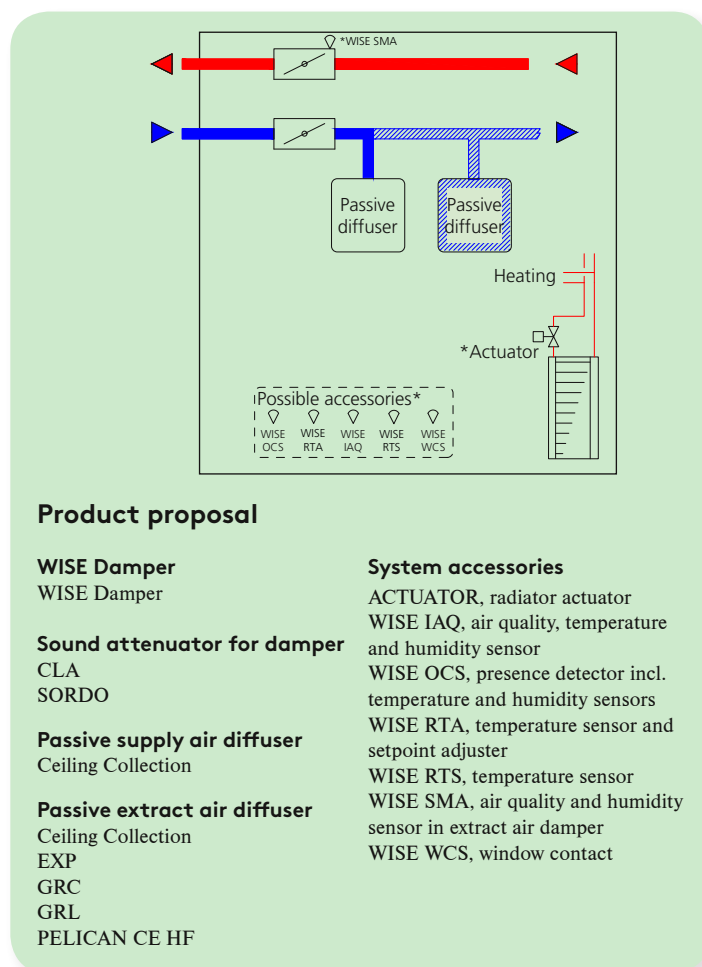 *WISE SMA
Passive
diffuser
Passive
diffuser
Heating
*Actuator
Possible accessories*
WISE
OCS
WISE
RTA
WISE
IAQ
WISE
RTS
WISE
WCS
Product proposal
WISE Damper
WISE Damper
Sound attenuator for damper
CLA
SORDO
Passive supply air diffuser
Ceiling Collection
Passive extract air diffuser
Ceiling Collection
EXP
GRC
GRL
PELICAN CE HF
System accessories
ACTUATOR, radiator actuator
WISE IAQ, air quality, temperature
and humidity sensor
WISE OCS, presence detector incl.
temperature and humidity sensors
WISE RTA, temperature sensor and
setpoint adjuster
WISE RTS, temperature sensor
WISE SMA, air quality and humidity
sensor in extract air damper
WISE WCS, window contact